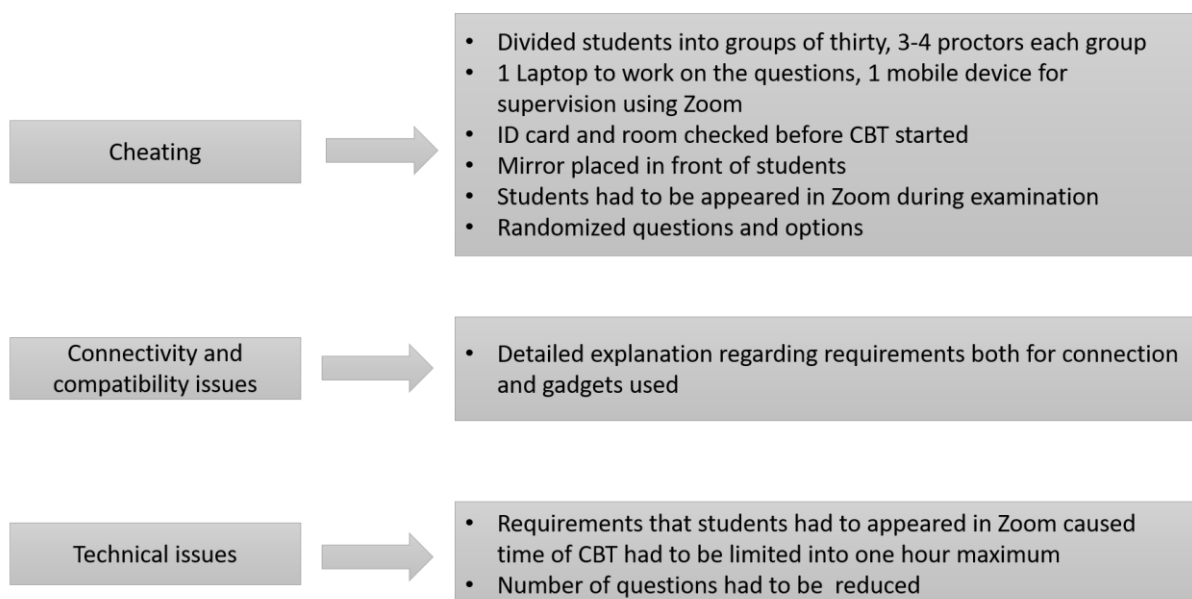 Cheating
• Divided students into groups of thirty, 3-4 proctors each group
• 1 Laptop to work on the questions, 1 mobile device for
supervision using Zoom
• ID card and room checked before CBT started
• Mirror placed in front of students
• Students had to be appeared in Zoom during examination
• Randomized questions and options
Connectivity and
compatibility issues
• Detailed explanation regarding requirements both for connection
and gadgets used
Technical issues
• Requirements that students had to appeared in Zoom caused
time of CBT had to be limited into one hour maximum
• Number of questions had to be reduced